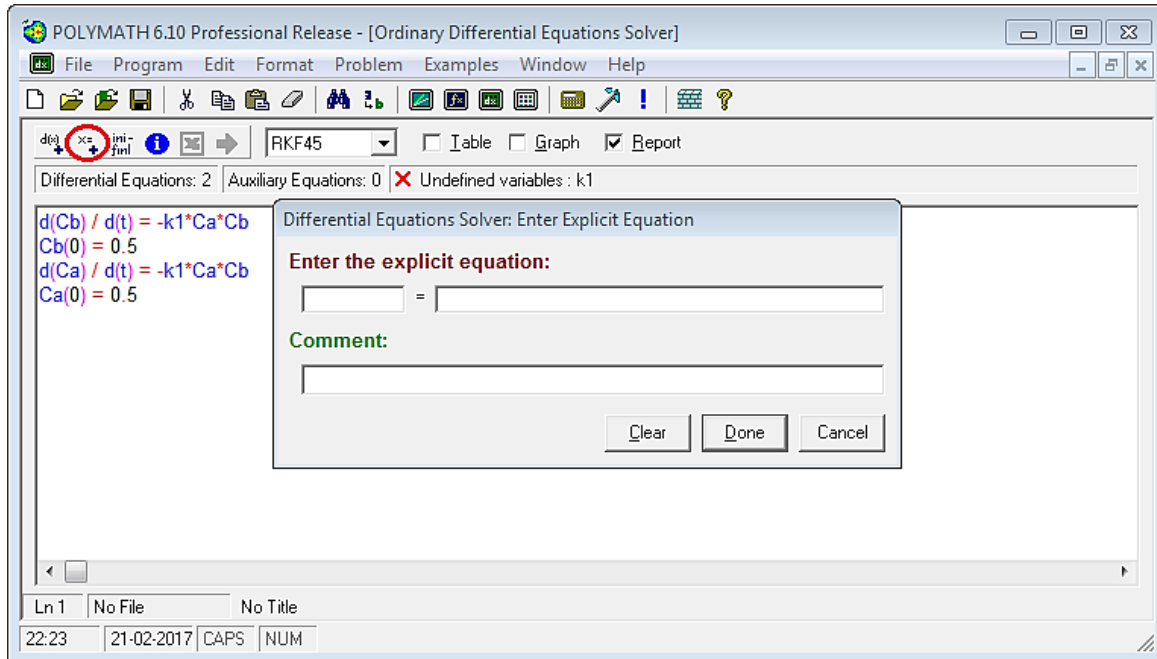 POLYMATH 6.10 Professional Release - [Ordinary Differential Equations Solver]
File Program Edit Format Problem Examples Window Help
d(x) x= ini- finl RKF45 Table Graph Report
Differential Equations: 2 Auxiliary Equations: 0 Undefined variables : k1
d(Cb) / d(t) = -k1*Ca*Cb
Cb(0) = 0.5
d(Ca) / d(t) = -k1*Ca*Cb
Ca(0) = 0.5
Differential Equations Solver: Enter Explicit Equation
Enter the explicit equation:
=
Comment:
Clear Done Cancel
Ln 1 No File No Title
22:23 21-02-2017 CAPS NUM